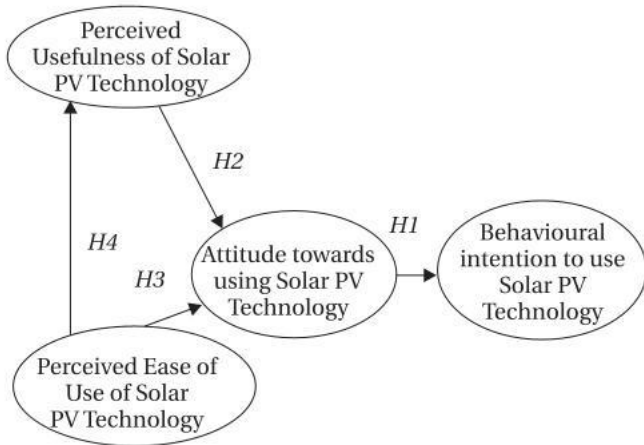 Perceived
Usefulness of Solar
PV Technology
H2
H1
H4
H3
Attitude towards
using Solar PV
Technology
Behavioural
intention to use
Solar PV
Technology
Perceived Ease of
Use of Solar
PV Technology